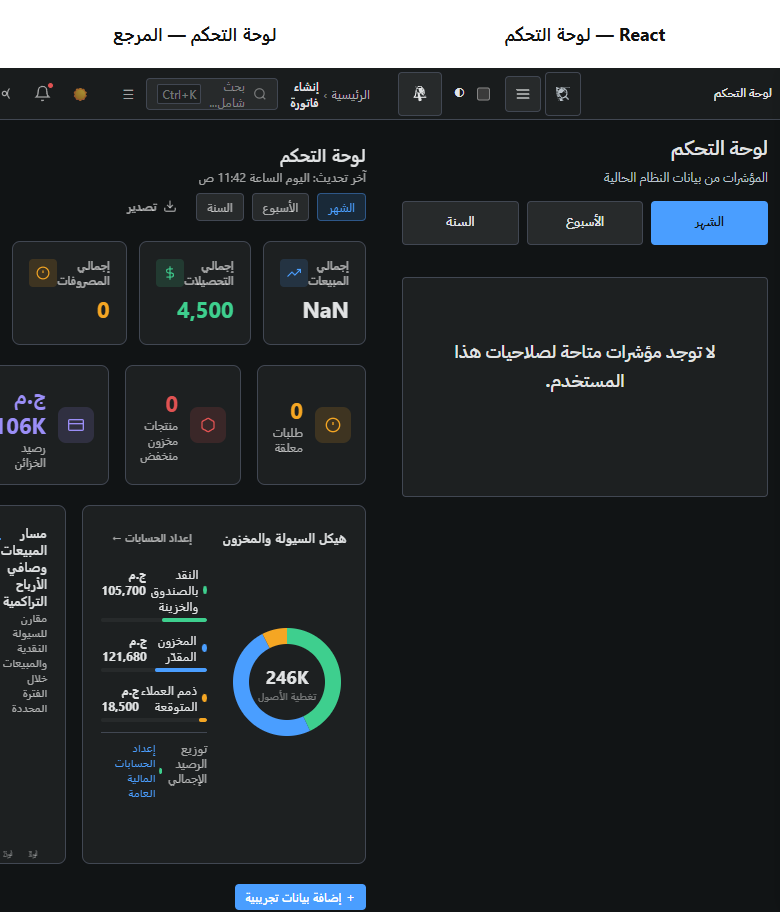 React — لوحة التحكم
لوحة التحكم
لوحة التحكم
المؤشرات من بيانات النظام الحالية
الشهر
الأسبوع
السنة
لا توجد مؤشرات متاحة لصلاحيات هذا
المستخدم.
لوحة التحكم — المرجع
الرئيسية ‹ إنشاء
فاتورة
بحث
شامل...
Ctrl+K
لوحة التحكم
آخر تحديث: اليوم الساعة 11:42 ص
الشهر
الأسبوع
السنة
تصدير
إجمالي
المبيعات
NaN
إجمالي
التحصيلات
4,500
إجمالي
المصروفات
0
0
طلبات
معلقة
0
منتجات
مخزون
منخفض
ج.م
106K
رصيد
الخزائن
هيكل السيولة والمخزون
إعداد الحسابات ←
النقد
بالصندوق
والخزينة
ج.م
105,700
المخزون
المقدّر
ج.م
121,680
ذمم العملاء
المتوقعة
ج.م
18,500
246K
تغطية الأصول
توزيع
الرصيد
الإجمالي
إعداد
الحسابات
المالية
العامة
مسار
المبيعات
وصافي
الأرباح
التراكمية
مقارن
للسيولة
النقدية
والمبيعات
خلال
الفترة
المحددة
+ إضافة بيانات تجريبية